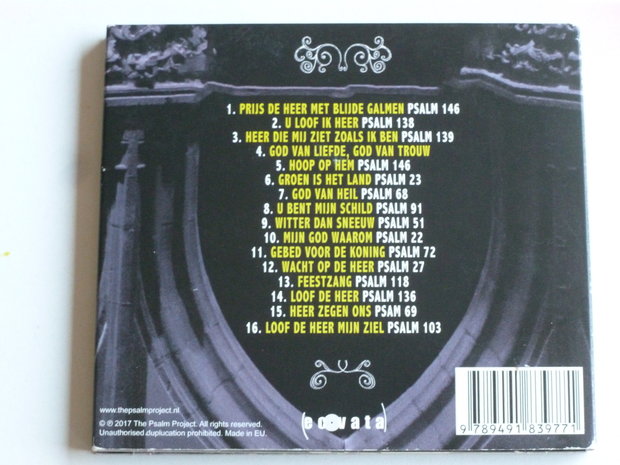 1. PRIJS DE HEER MET BLIJDE GALMEN PSALM 146
2. U LOOF IK HEER PSALM 138
3. HEER DIE MIJ ZIET ZOALS IK BEN PSALM 139
4. GOD VAN LIEFDE, GOD VAN TROUW
5. HOOP OP HEM PSALM 146
6. GROEN IS HET LAND PSALM 23
7. GOD VAN HEIL PSALM 68
8. U BENT MIJN SCHILD PSALM 91
9. WITTER DAN SNEEUW PSALM 51
10. MIJN GOD WAAROM PSALM 22
11. GEBED VOOR DE KONING PSALM 72
12. WACHT OP DE HEER PSALM 27
13. FEESTZANG PSALM 118
14. LOOF DE HEER PSALM 136
15. HEER ZEGEN ONS PSAM 69
16. LOOF DE HEER MIJN ZIEL PSALM 103
www.thepsalmproject.nl
© ℗ 2017 The Psalm Project. All rights reserved.
Unauthorised duplucation prohibited. Made in EU.
(ecovata)
9 789491 839771